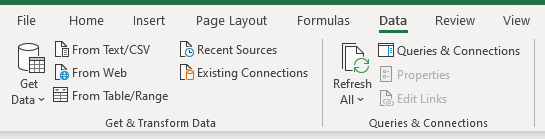 File Home Insert Page Layout Formulas Data Review View
Get Data
From Text/CSV
From Web
From Table/Range
Recent Sources
Existing Connections
Get & Transform Data
Refresh All
Queries & Connections
Properties
Edit Links
Queries & Connections